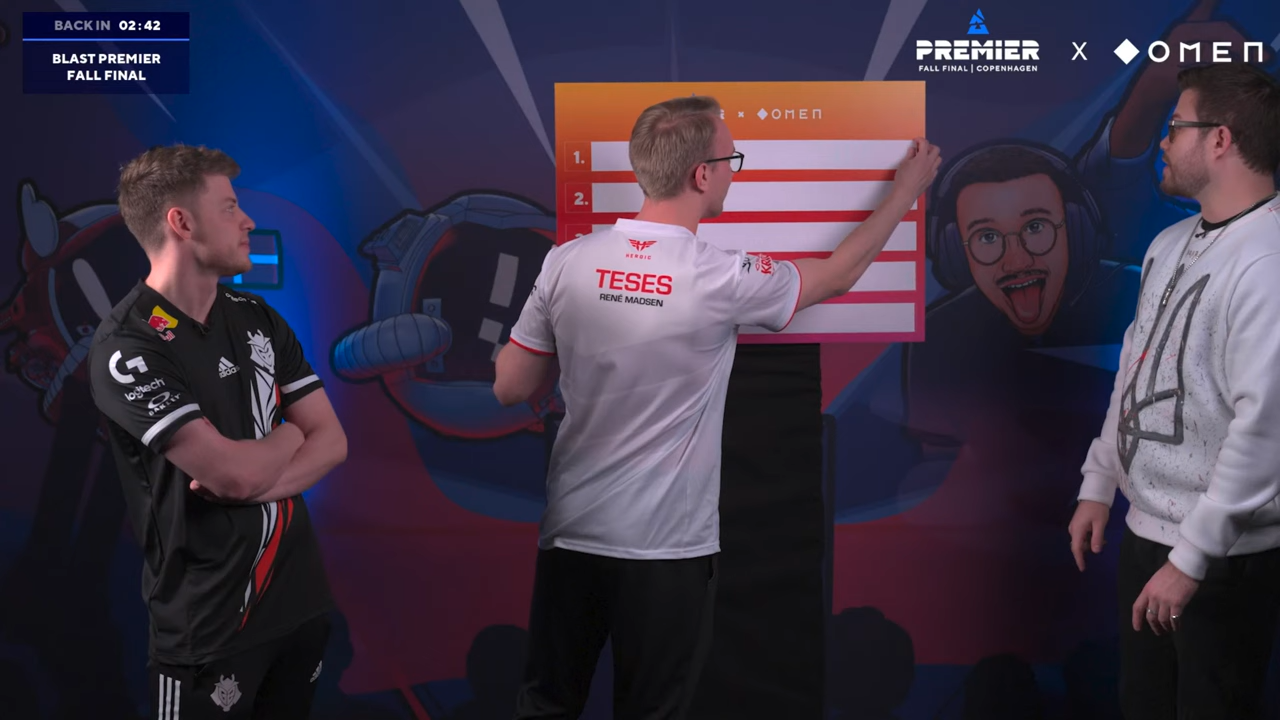 BACK IN 02:42
BLAST PREMIER
FALL FINAL
PREMIER X OMEN
FALL FINAL | COPENHAGEN
OMEN
1.
2.
HEROIC
TESES
RENÉ MADSEN
logitech
OAKLEY
adidas